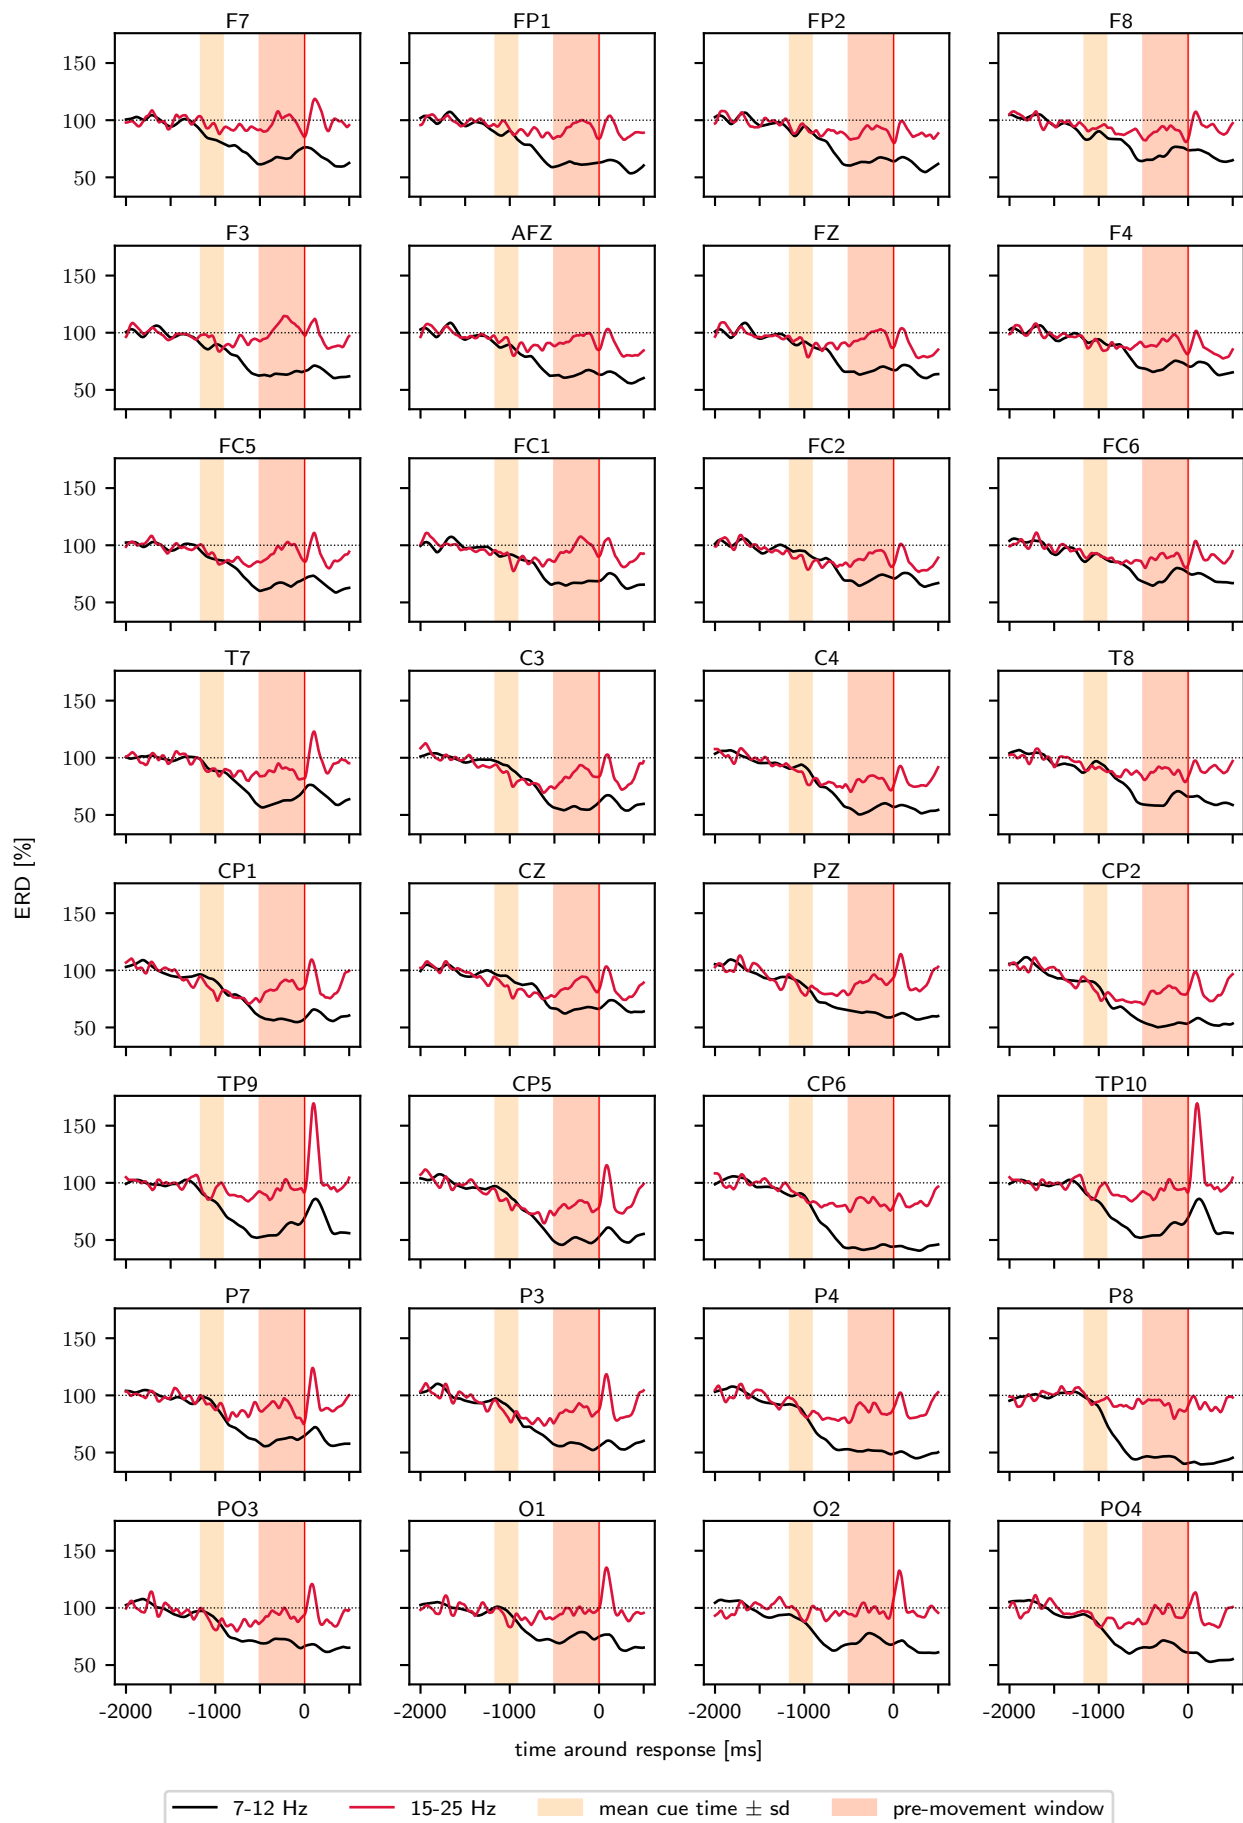 F7 FP1 FP2 F8
150
100
50
F3 AFZ FZ F4
150
100
50
FC5 FC1 FC2 FC6
150
100
50
T7 C3 C4 T8
150
100
50
ERD [%]
CP1 CZ PZ CP2
150
100
50
TP9 CP5 CP6 TP10
150
100
50
P7 P3 P4 P8
150
100
50
PO3 O1 O2 PO4
150
100
50
-2000 -1000 0 -2000 -1000 0 -2000 -1000 0 -2000 -1000 0
time around response [ms]
7-12 Hz 15-25 Hz mean cue time ± sd pre-movement window